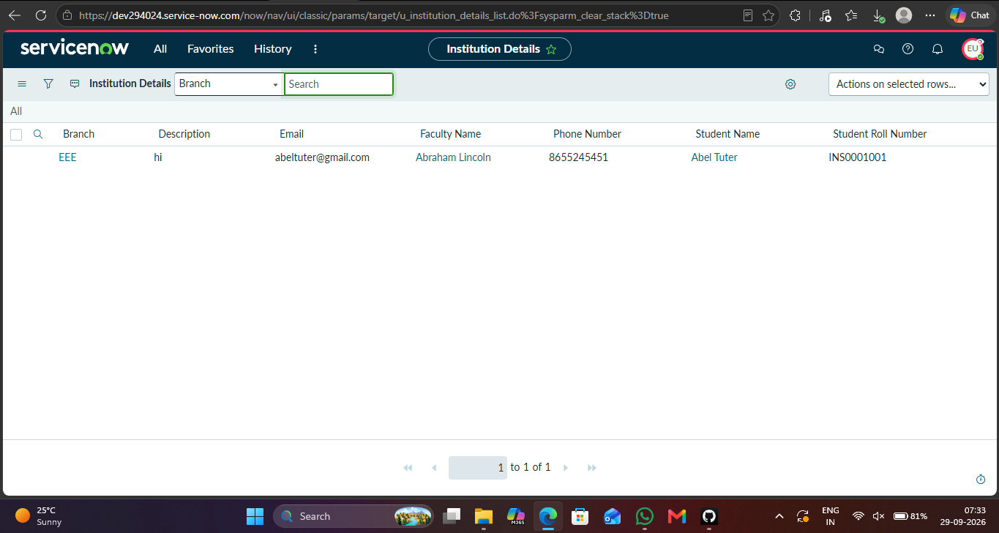 https://dev294024.service-now.com/now/nav/ui/classic/params/target/u_institution_details_list.do%3Fsysparm_clear_stack%3Dtrue
Chat
servicenow All Favorites History Institution Details EU
Institution Details Branch Search Actions on selected rows...
All
Branch Description Email Faculty Name Phone Number Student Name Student Roll Number
EEE hi abeltuter@gmail.com Abraham Lincoln 8655245451 Abel Tuter INS0001001
1 to 1 of 1
25°C
Sunny
Search
M365
ENG
IN
81%
07:33
29-09-2026